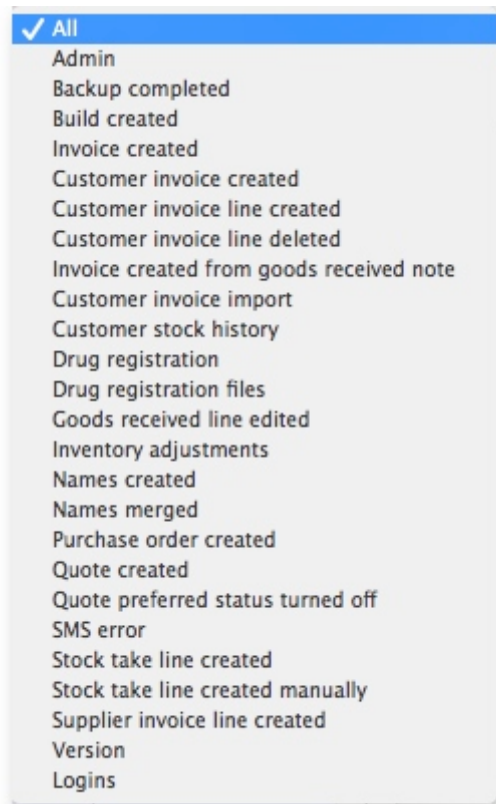 All
Admin
Backup completed
Build created
Invoice created
Customer invoice created
Customer invoice line created
Customer invoice line deleted
Invoice created from goods received note
Customer invoice import
Customer stock history
Drug registration
Drug registration files
Goods received line edited
Inventory adjustments
Names created
Names merged
Purchase order created
Quote created
Quote preferred status turned off
SMS error
Stock take line created
Stock take line created manually
Supplier invoice line created
Version
Logins